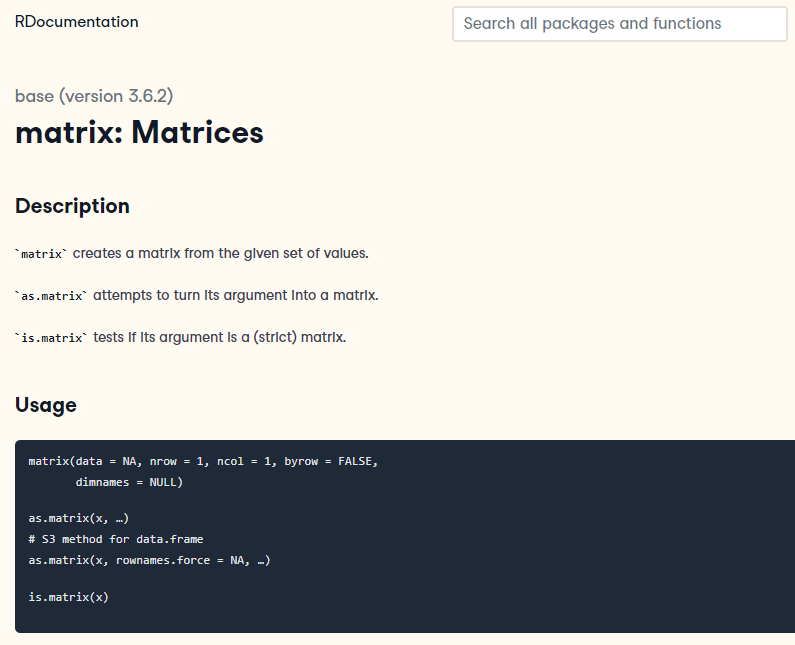 RDocumentation
Search all packages and functions
base (version 3.6.2)
matrix: Matrices
Description
`matrix` creates a matrix from the given set of values.
`as.matrix` attempts to turn its argument into a matrix.
`is.matrix` tests if its argument is a (strict) matrix.
Usage
matrix(data = NA, nrow = 1, ncol = 1, byrow = FALSE,
       dimnames = NULL)
as.matrix(x, …)
# S3 method for data.frame
as.matrix(x, rownames.force = NA, …)
is.matrix(x)